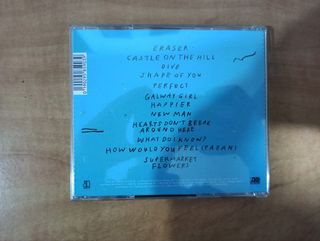 ERASER
CASTLE ON THE HILL
DIVE
SHAPE OF YOU
PERFECT
GALWAY GIRL
HAPPIER
NEW MAN
HEARTS DON'T BREAK
AROUND HERE
WHAT DO I KNOW?
HOW WOULD YOU FEEL (PAEAN)
SUPERMARKET
FLOWERS